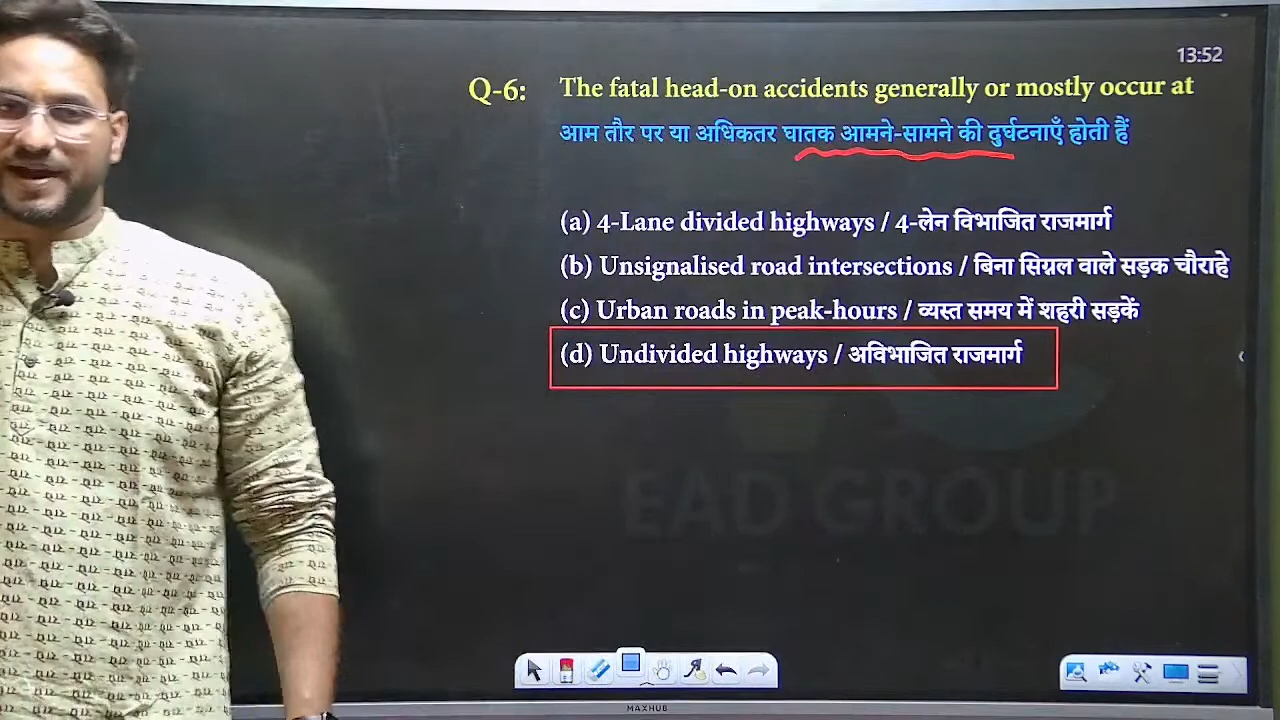 13:52
Q-6: The fatal head-on accidents generally or mostly occur at
आम तौर पर या अधिकतर घातक आमने-सामने की दुर्घटनाएँ होती हैं
(a) 4-Lane divided highways / 4-लेन विभाजित राजमार्ग
(b) Unsignalised road intersections / बिना सिग्नल वाले सड़क चौराहे
(c) Urban roads in peak-hours / व्यस्त समय में शहरी सड़कें
(d) Undivided highways / अविभाजित राजमार्ग
EAD GROUP
MAXHUB